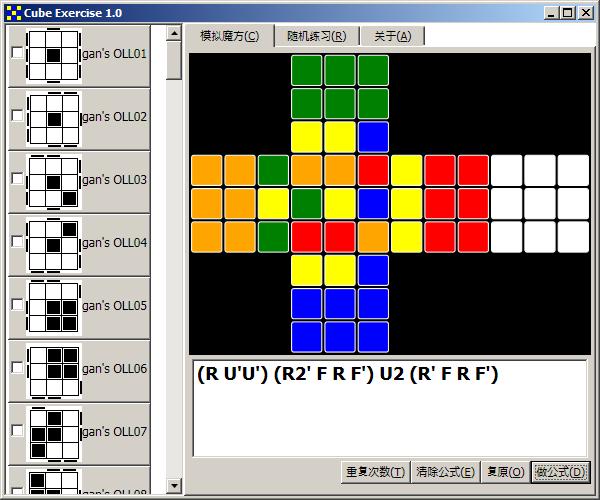 Cube Exercise 1.0
模拟魔方(C) 随机练习(R) 关于(A)
gan's OLL01
gan's OLL02
gan's OLL03
gan's OLL04
gan's OLL05
gan's OLL06
gan's OLL07
gan's OLL08
(R U'U') (R2' F R F') U2 (R' F R F')
重复次数(T) 清除公式(E) 复原(O) 做公式(D)